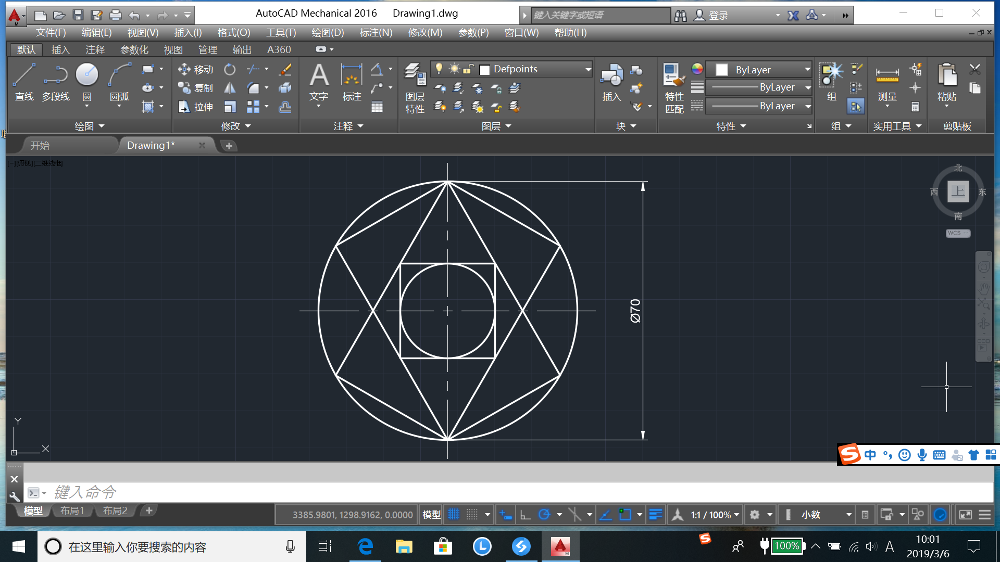 AutoCAD Mechanical 2016 Drawing1.dwg
键入关键字或短语
登录
文件(F) 编辑(E) 视图(V) 插入(I) 格式(O) 工具(T) 绘图(D) 标注(N) 修改(M) 参数(P) 窗口(W) 帮助(H)
默认 插入 注释 参数化 视图 管理 输出 A360
直线 多段线 圆 圆弧
移动
复制
拉伸
文字 标注
图层
特性
Defpoints
插入
特性
匹配
ByLayer
ByLayer
ByLayer
组
测量
粘贴
绘图 修改 注释 图层 块 特性 组 实用工具 剪贴板
开始 Drawing1*
[−][俯视][二维线框]
北
西 上 东
南
WCS
Ø70
Y
X
键入命令
模型 布局1 布局2
3385.9801, 1298.9162, 0.0000 模型 1:1 / 100% 小数
中
在这里输入你要搜索的内容
100%
A
10:01
2019/3/6